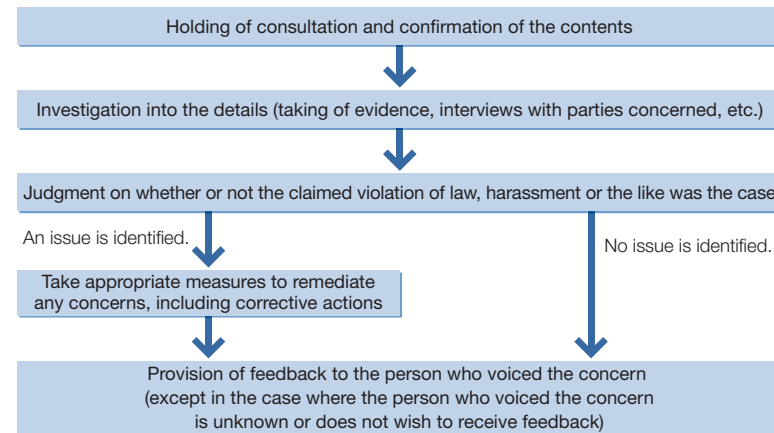 Holding of consultation and confirmation of the contents
Investigation into the details (taking of evidence, interviews with parties concerned, etc.)
Judgment on whether or not the claimed violation of law, harassment or the like was the case
An issue is identified.
No issue is identified.
Take appropriate measures to remediate
any concerns, including corrective actions
Provision of feedback to the person who voiced the concern
(except in the case where the person who voiced the concern
is unknown or does not wish to receive feedback)